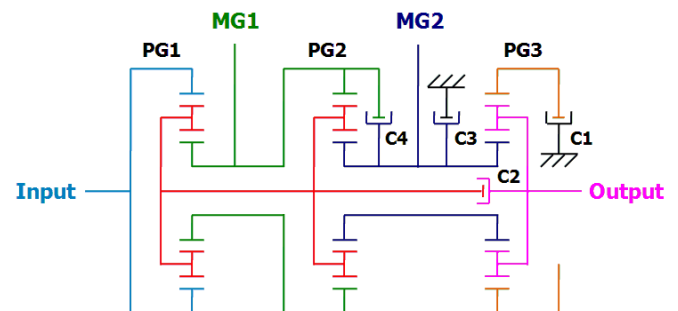 MG1 MG2
PG1 PG2 PG3
C4 C3 C1
C2
Input Output